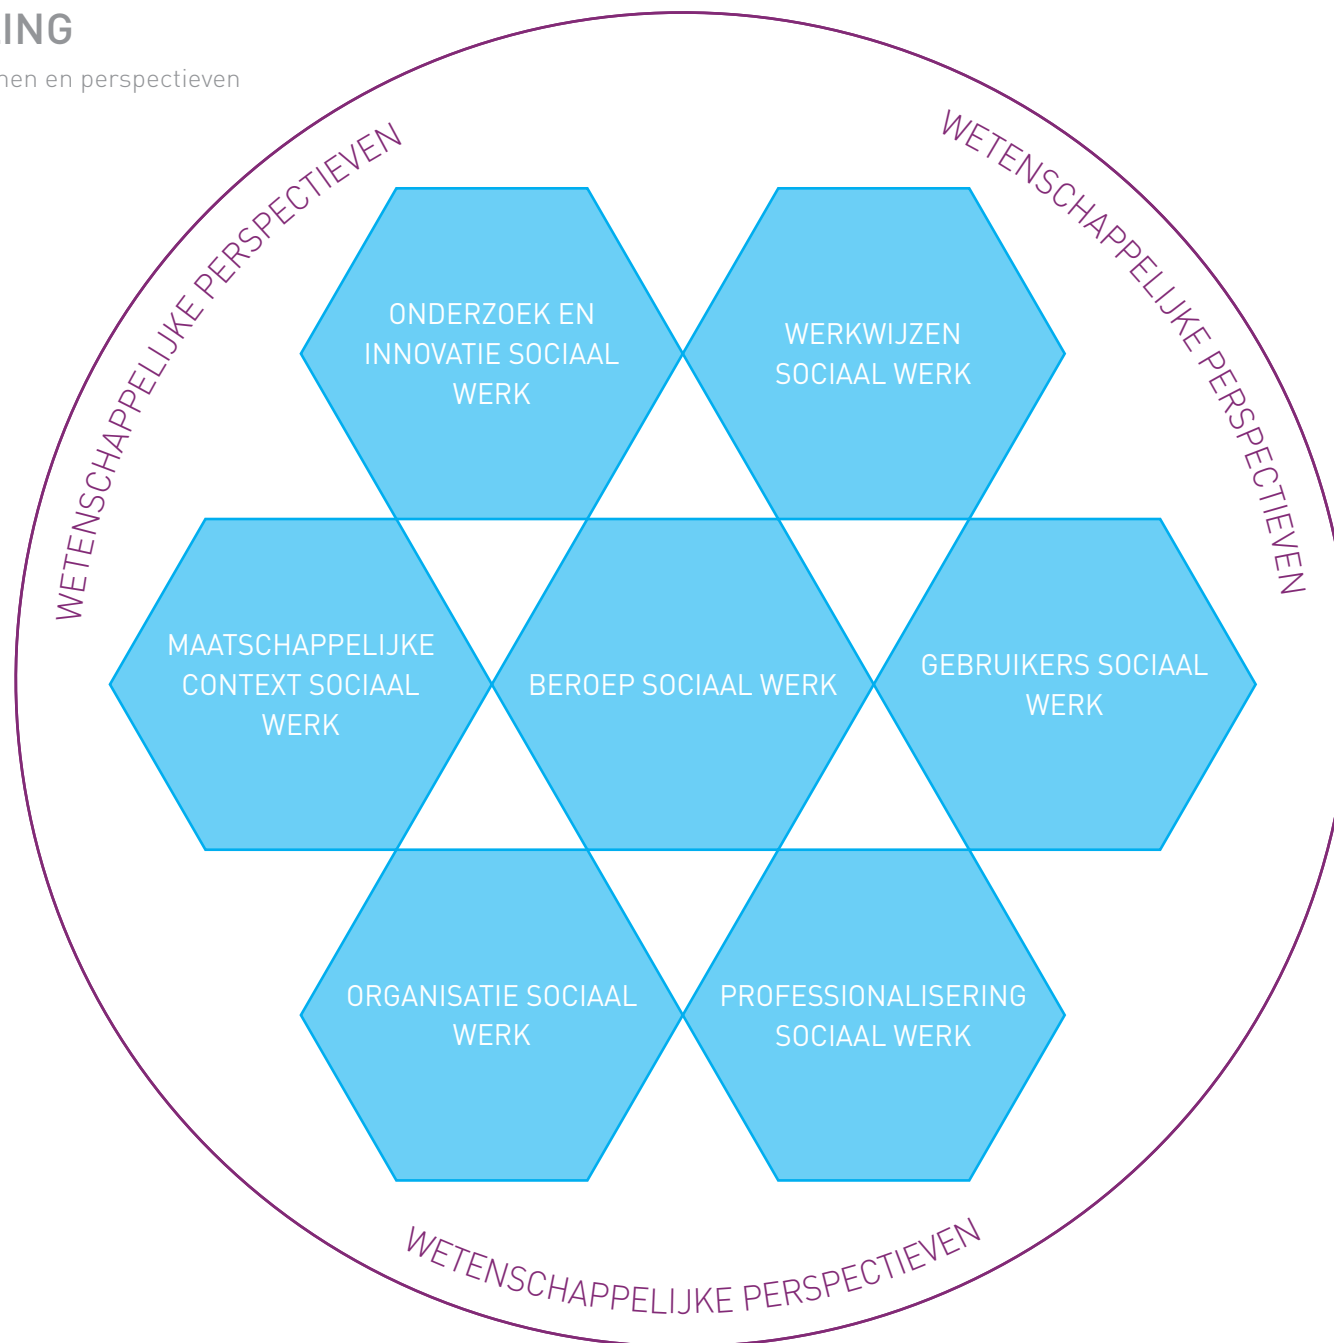 ING
nen en perspectieven
WETENSCHAPPELIJKE PERSPECTIEVEN
WETENSCHAPPELIJKE PERSPECTIEVEN
ONDERZOEK EN
INNOVATIE SOCIAAL
WERK
WERKWIJZEN
SOCIAAL WERK
MAATSCHAPPELIJKE
CONTEXT SOCIAAL
WERK
BEROEP SOCIAAL WERK
GEBRUIKERS SOCIAAL
WERK
ORGANISATIE SOCIAAL
WERK
PROFESSIONALISERING
SOCIAAL WERK
WETENSCHAPPELIJKE PERSPECTIEVEN